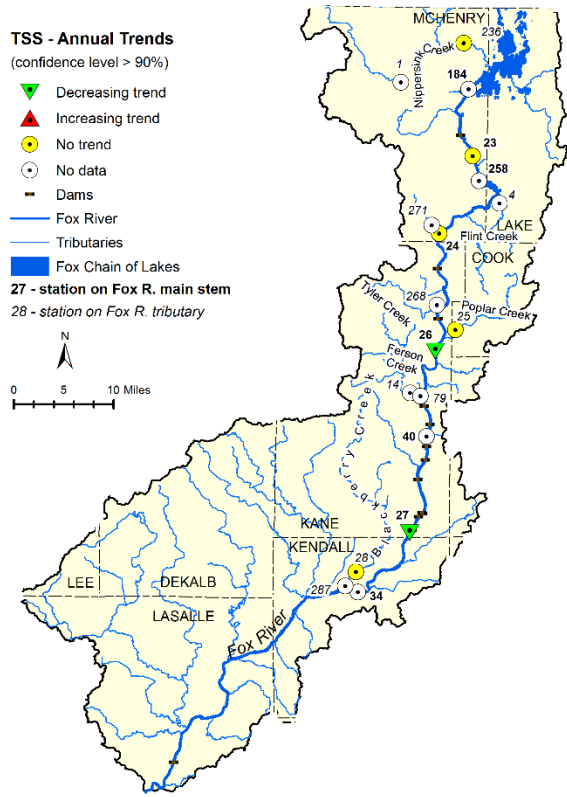 TSS - Annual Trends
(confidence level > 90%)
Decreasing trend
Increasing trend
No trend
No data
Dams
Fox River
Tributaries
Fox Chain of Lakes
27 - station on Fox R. main stem
28 - station on Fox R. tributary
N
0 5 10 Miles
MCHENRY
236
Nippersink Creek
1
184
23
258
4
271
LAKE
Flint Creek
24
COOK
Tyler Creek
268
Poplar Creek
25
26
Ferson
Creek
14
79
Blackberry Creek
40
27
KANE
KENDALL
28
287
34
LEE
DEKALB
LASALLE
Fox River